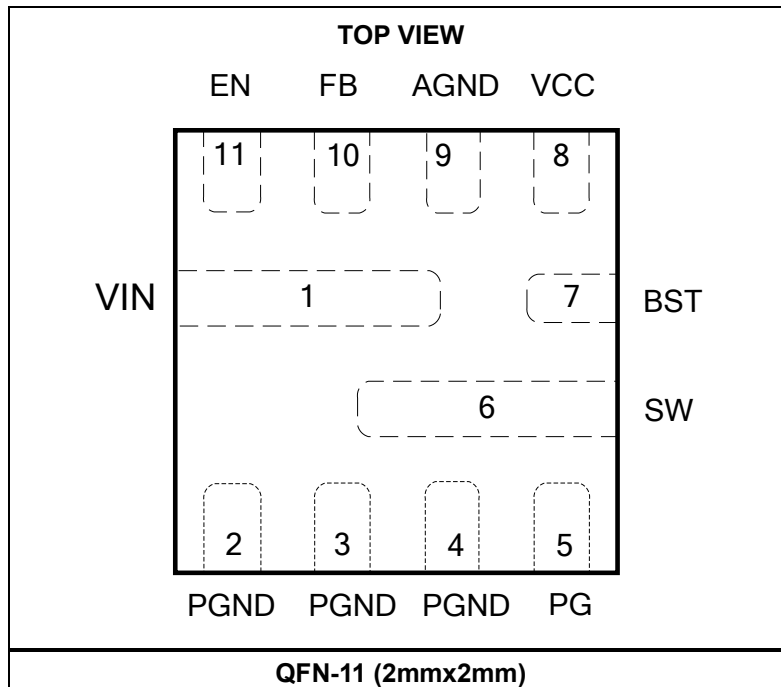 TOP VIEW
EN FB AGND VCC
11 10 9 8
VIN 1 7 BST
6 SW
2 3 4 5
PGND PGND PGND PG
QFN-11 (2mmx2mm)